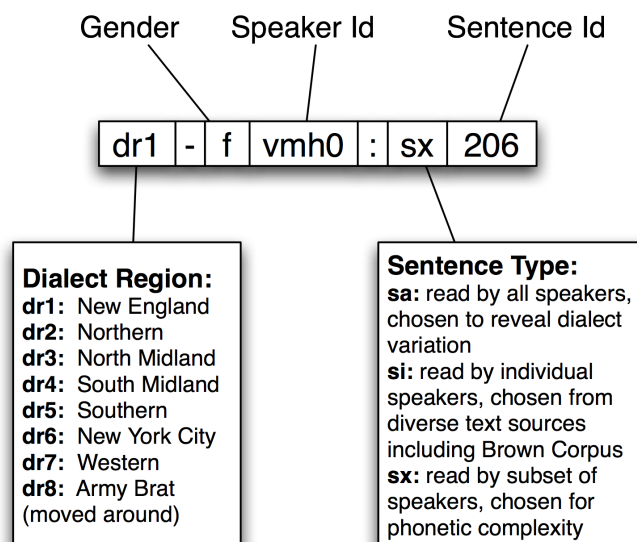 Gender Speaker Id Sentence Id
dr1 - f vmh0 : sx 206
Dialect Region:
dr1: New England
dr2: Northern
dr3: North Midland
dr4: South Midland
dr5: Southern
dr6: New York City
dr7: Western
dr8: Army Brat
(moved around)
Sentence Type:
sa: read by all speakers,
chosen to reveal dialect
variation
si: read by individual
speakers, chosen from
diverse text sources
including Brown Corpus
sx: read by subset of
speakers, chosen for
phonetic complexity